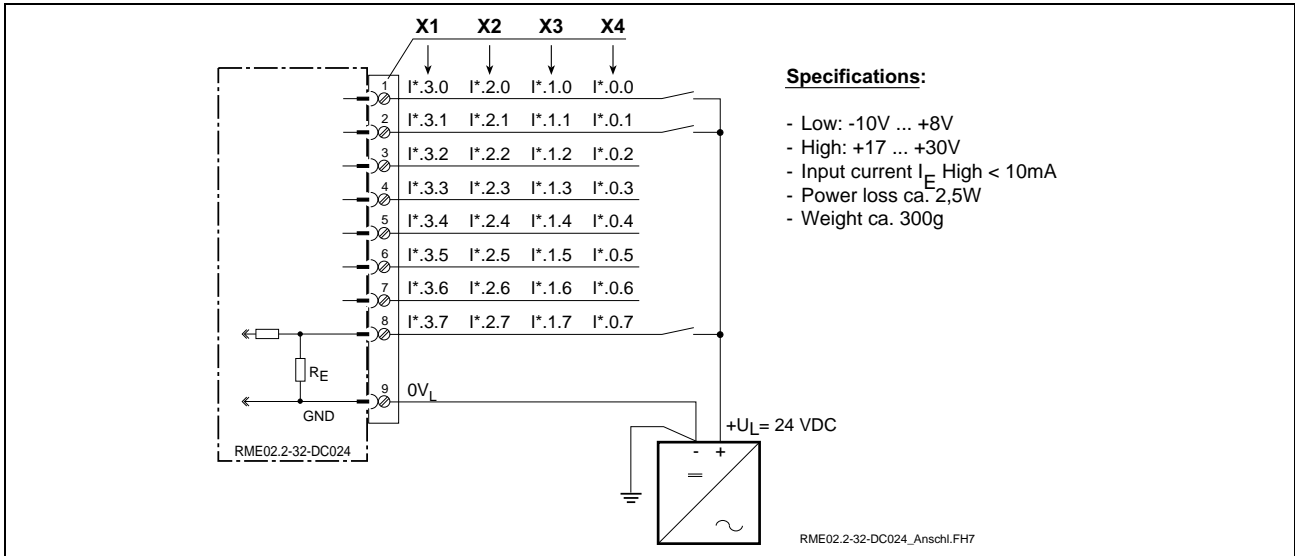 X1 X2 X3 X4
1 I*.3.0 I*.2.0 I*.1.0 I*.0.0
2 I*.3.1 I*.2.1 I*.1.1 I*.0.1
3 I*.3.2 I*.2.2 I*.1.2 I*.0.2
4 I*.3.3 I*.2.3 I*.1.3 I*.0.3
5 I*.3.4 I*.2.4 I*.1.4 I*.0.4
6 I*.3.5 I*.2.5 I*.1.5 I*.0.5
7 I*.3.6 I*.2.6 I*.1.6 I*.0.6
8 I*.3.7 I*.2.7 I*.1.7 I*.0.7
RE
9 0VL
GND
RME02.2-32-DC024
+UL= 24 VDC
- +
Specifications:
- Low: -10V ... +8V
- High: +17 ... +30V
- Input current IE High < 10mA
- Power loss ca. 2,5W
- Weight ca. 300g
RME02.2-32-DC024_Anschl.FH7